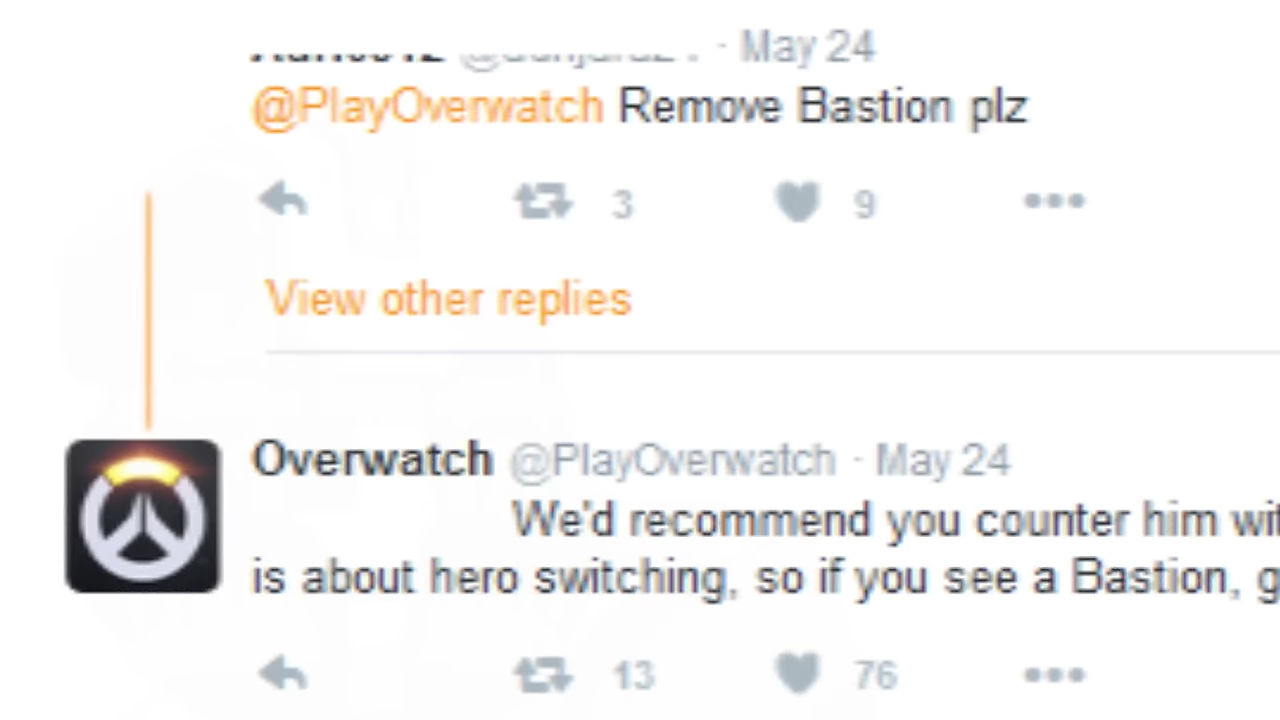 · May 24
@PlayOverwatch Remove Bastion plz
3 9
View other replies
Overwatch @PlayOverwatch · May 24
We'd recommend you counter him
is about hero switching, so if you see a Bastion,
13 76